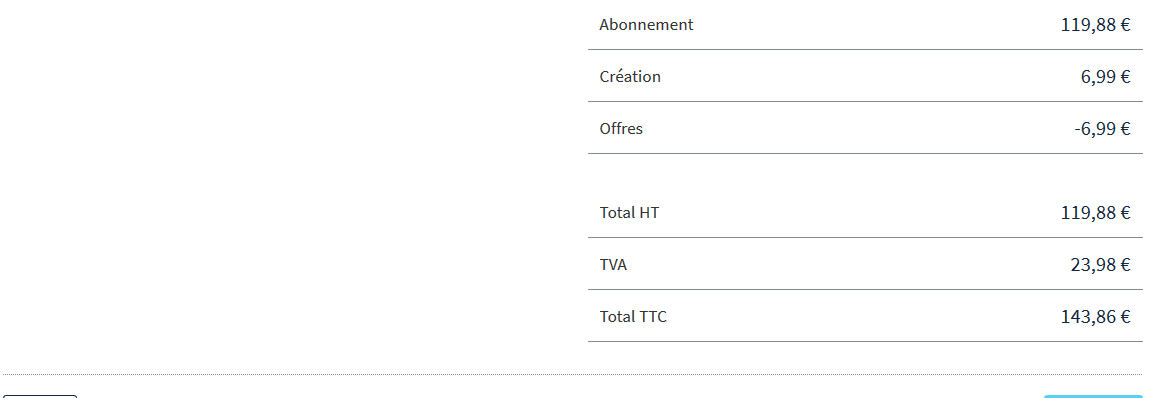 Abonnement 119,88 €
Création 6,99 €
Offres -6,99 €
Total HT 119,88 €
TVA 23,98 €
Total TTC 143,86 €